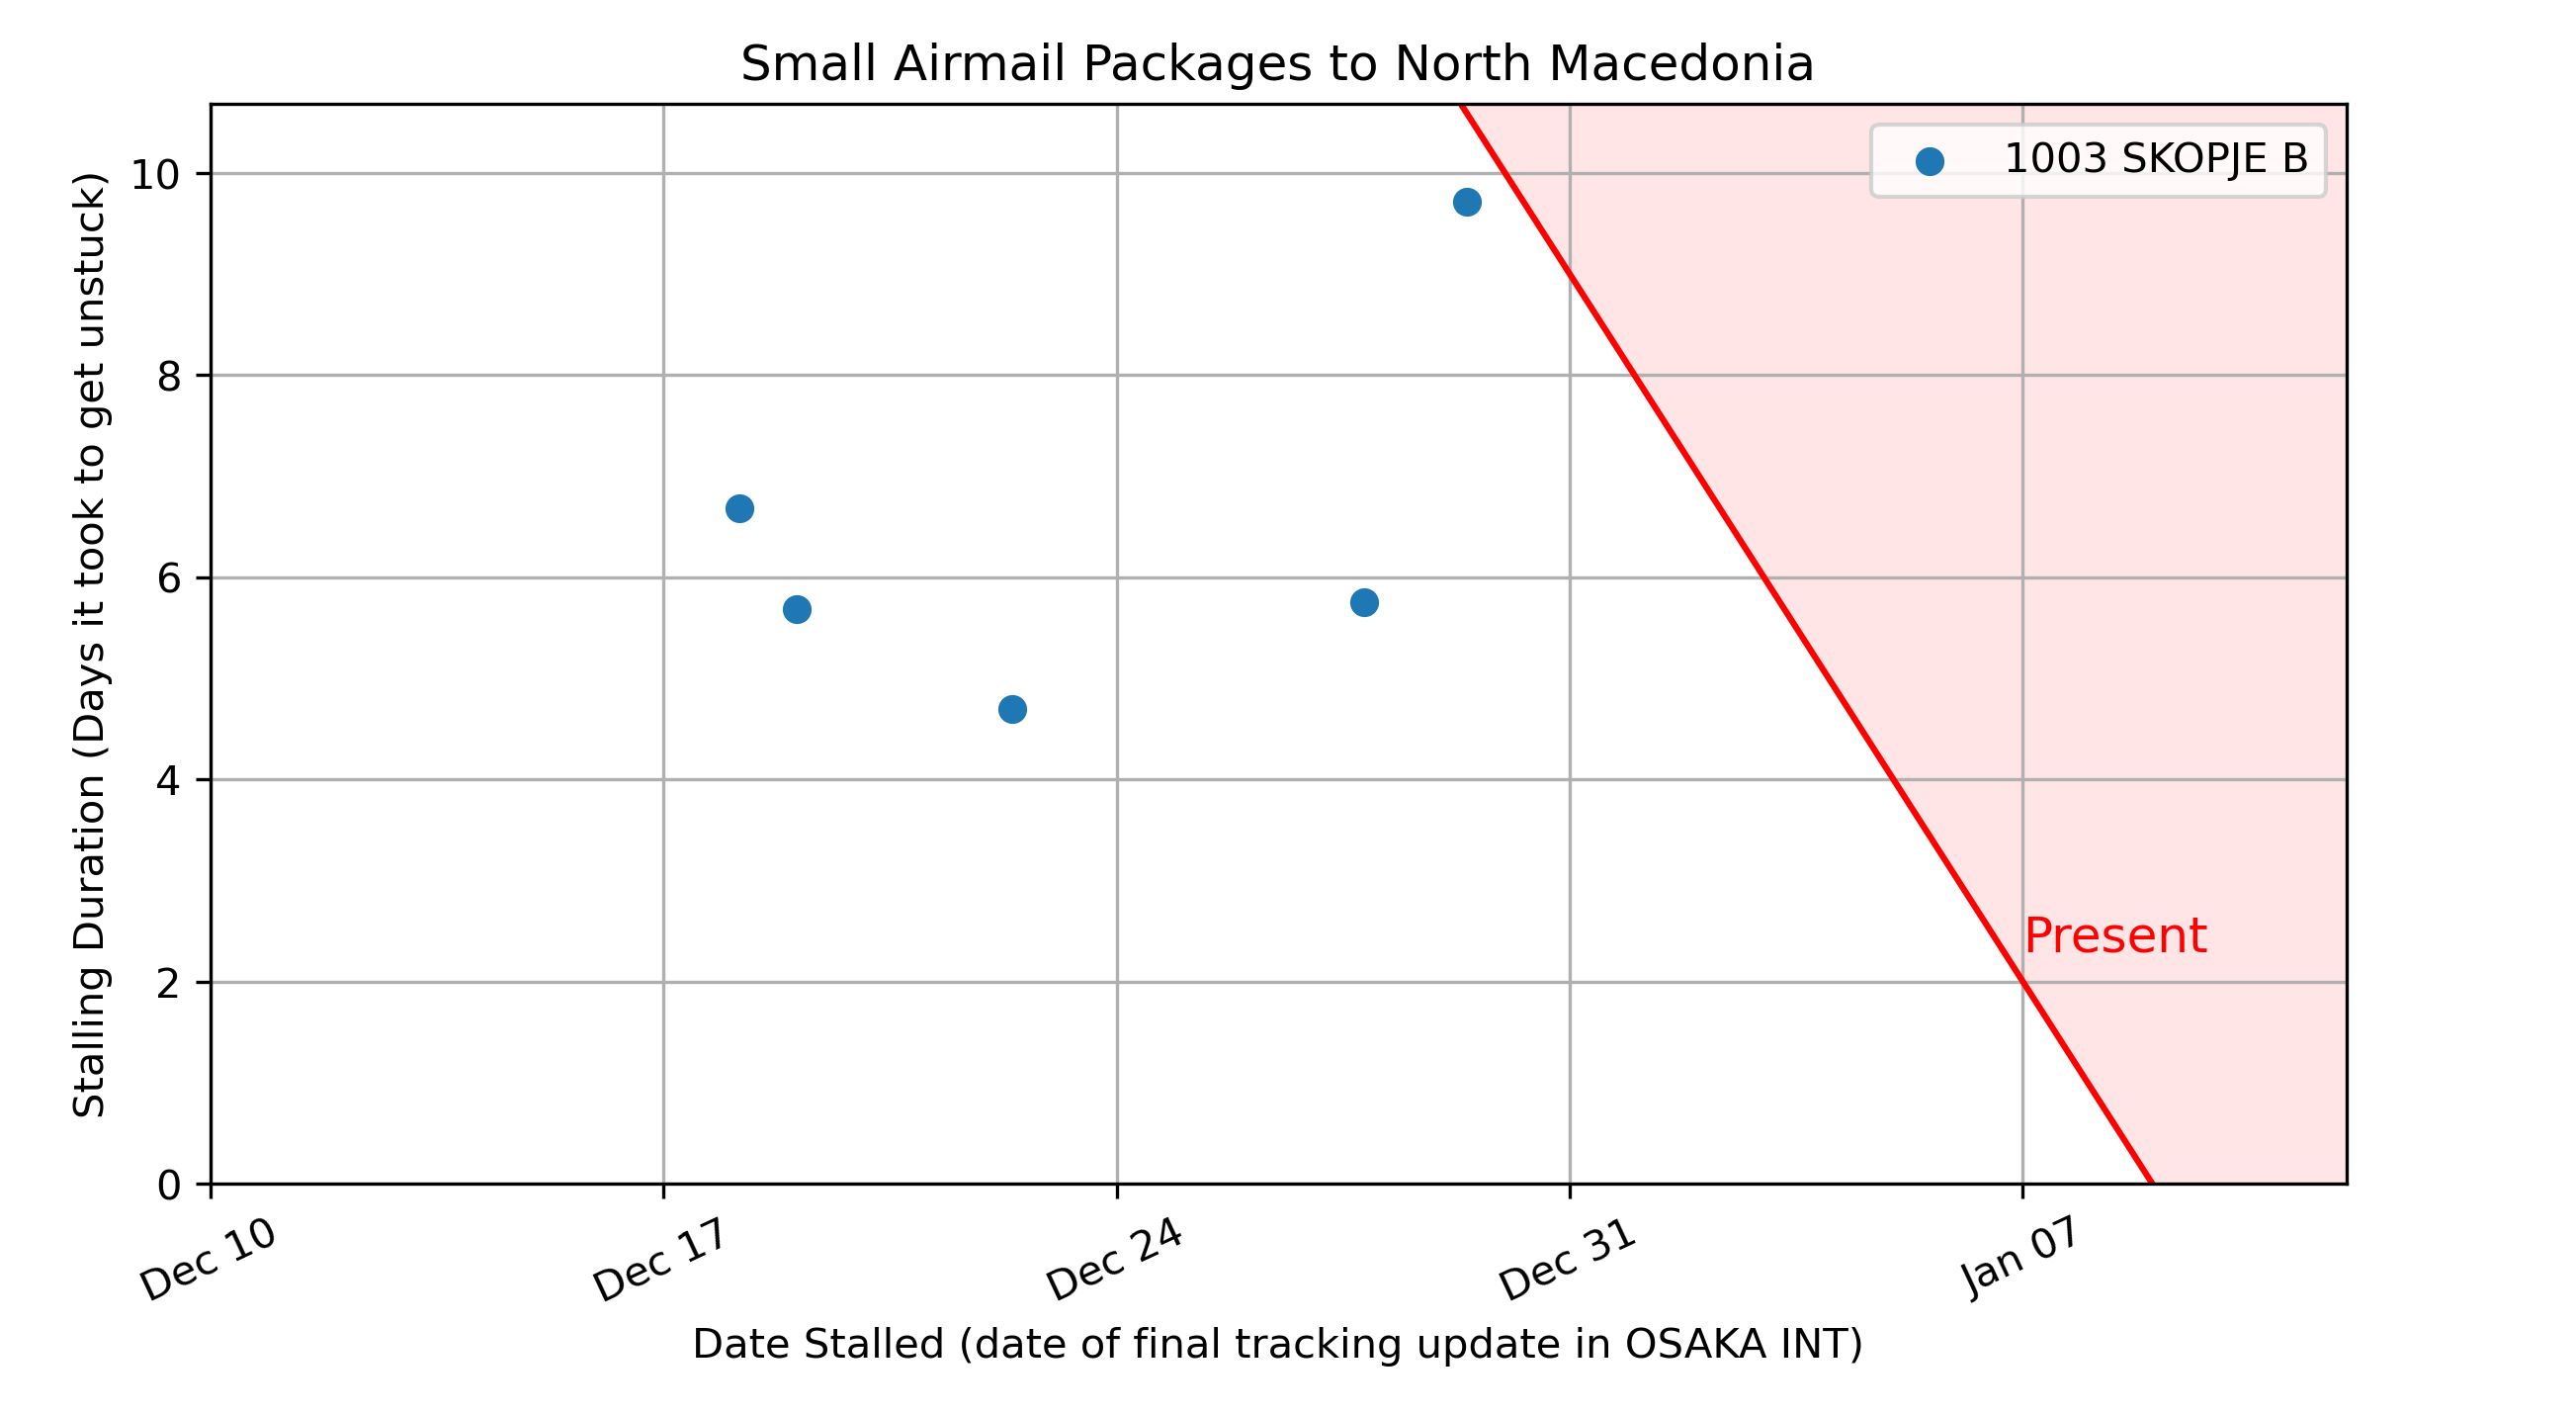 Small Airmail Packages to North Macedonia
1003 SKOPJE B
Stalling Duration (Days it took to get unstuck)
10
8
6
4
2
0
Present
Dec 10
Dec 17
Dec 24
Dec 31
Jan 07
Date Stalled (date of final tracking update in OSAKA INT)